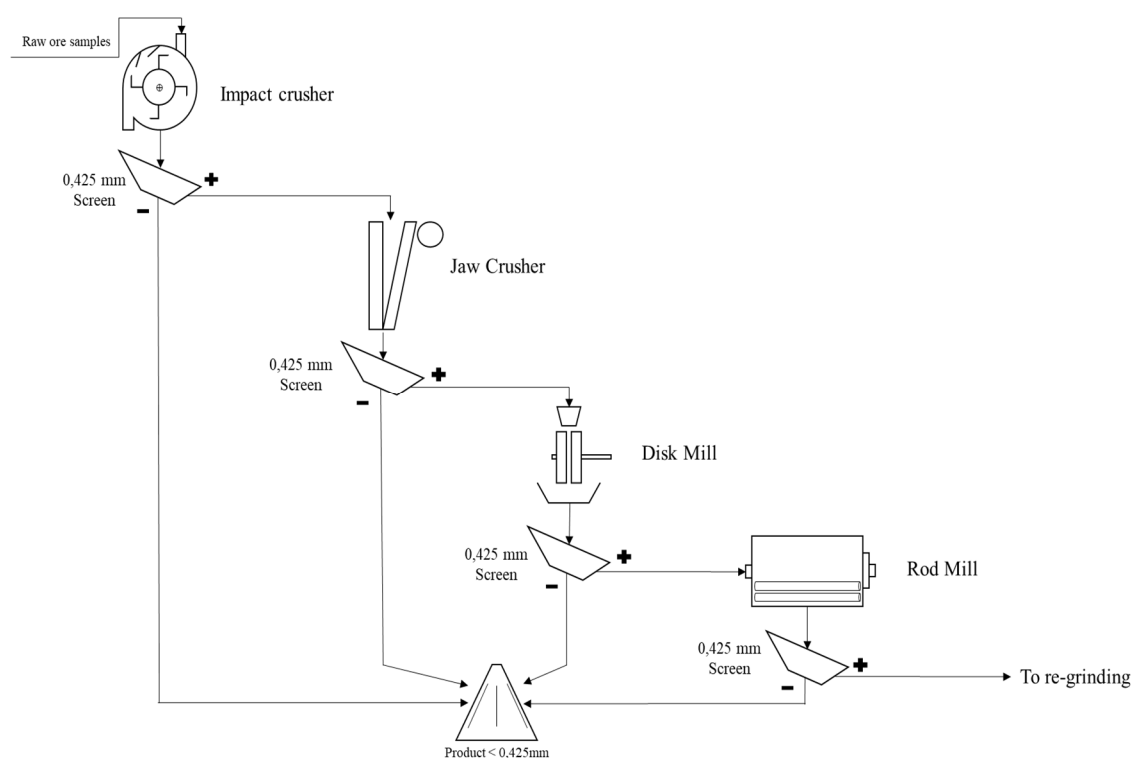 Raw ore samples
Impact crusher
0,425 mm
Screen
+
-
Jaw Crusher
0,425 mm
Screen
+
-
Disk Mill
0,425 mm
Screen
+
-
Rod Mill
0,425 mm
Screen
+
-
To re-grinding
Product < 0,425mm